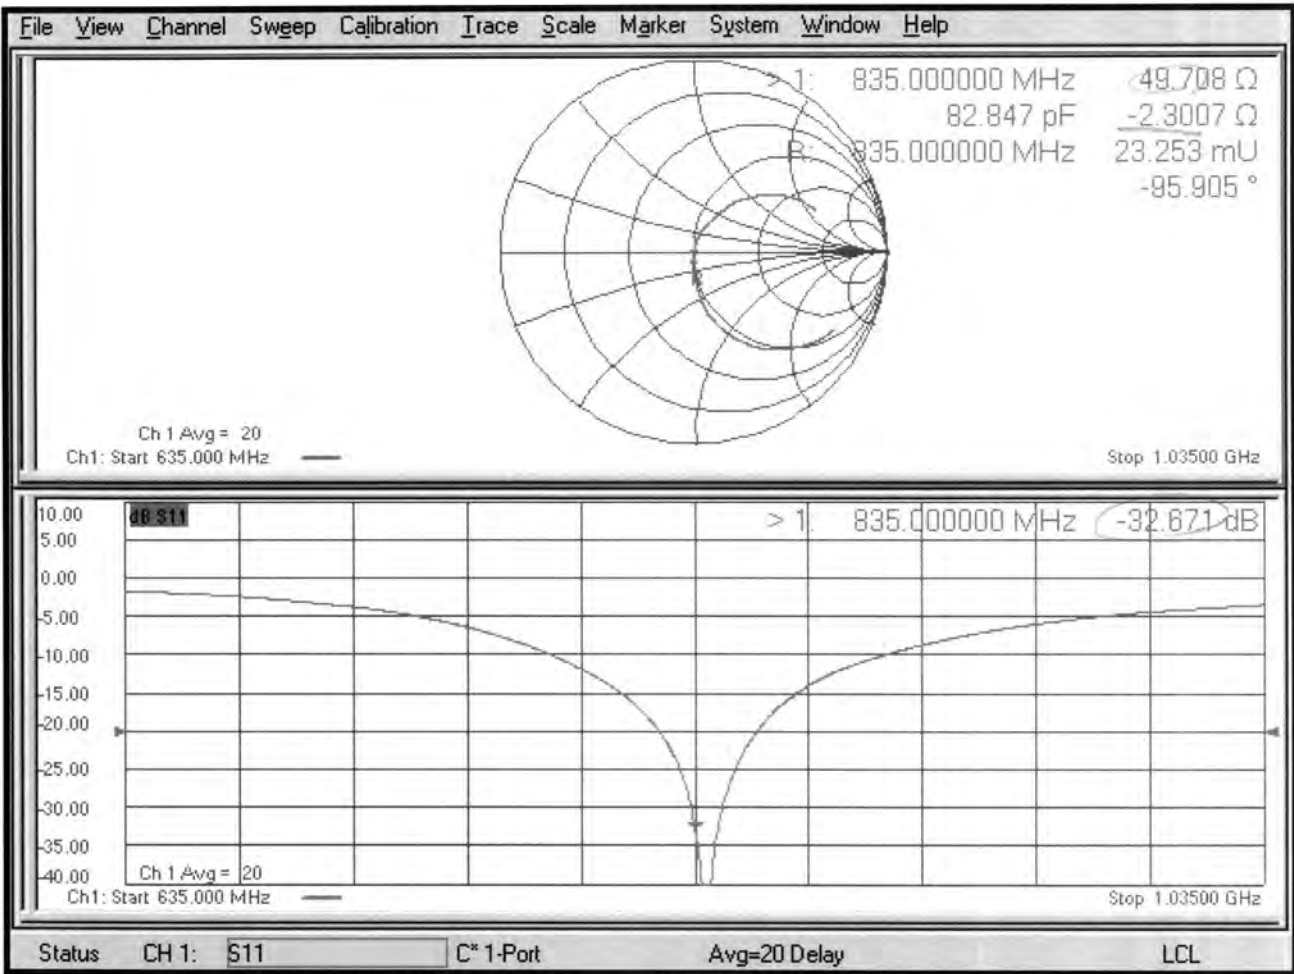 File View Channel Sweep Calibration Trace Scale Marker System Window Help
> 1: 835.000000 MHz 49.708 Ω
82.847 pF -2.3007 Ω
R: 835.000000 MHz 23.253 mU
-95.905 °
Ch 1 Avg = 20
Ch1: Start 635.000 MHz
Stop 1.03500 GHz
10.00
dB S11
> 1: 835.000000 MHz -32.671 dB
5.00
0.00
-5.00
-10.00
-15.00
-20.00
-25.00
-30.00
-35.00
-40.00
Ch 1 Avg = 20
Ch1: Start 635.000 MHz
Stop 1.03500 GHz
Status CH 1: S11 C* 1-Port Avg=20 Delay LCL